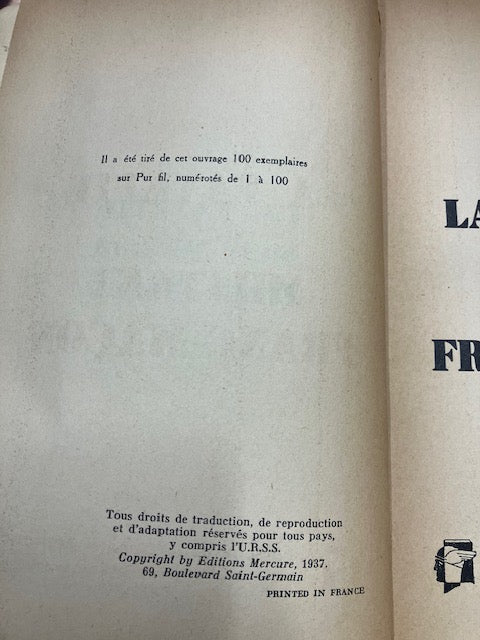 Il a été tiré de cet ouvrage 100 exemplaires
sur Pur fil, numérotés de 1 à 100
Tous droits de traduction, de reproduction
et d'adaptation réservés pour tous pays,
y compris l'U.R.S.S.
Copyright by Editions Mercure, 1937.
69, Boulevard Saint-Germain
PRINTED IN FRANCE
LA
FR